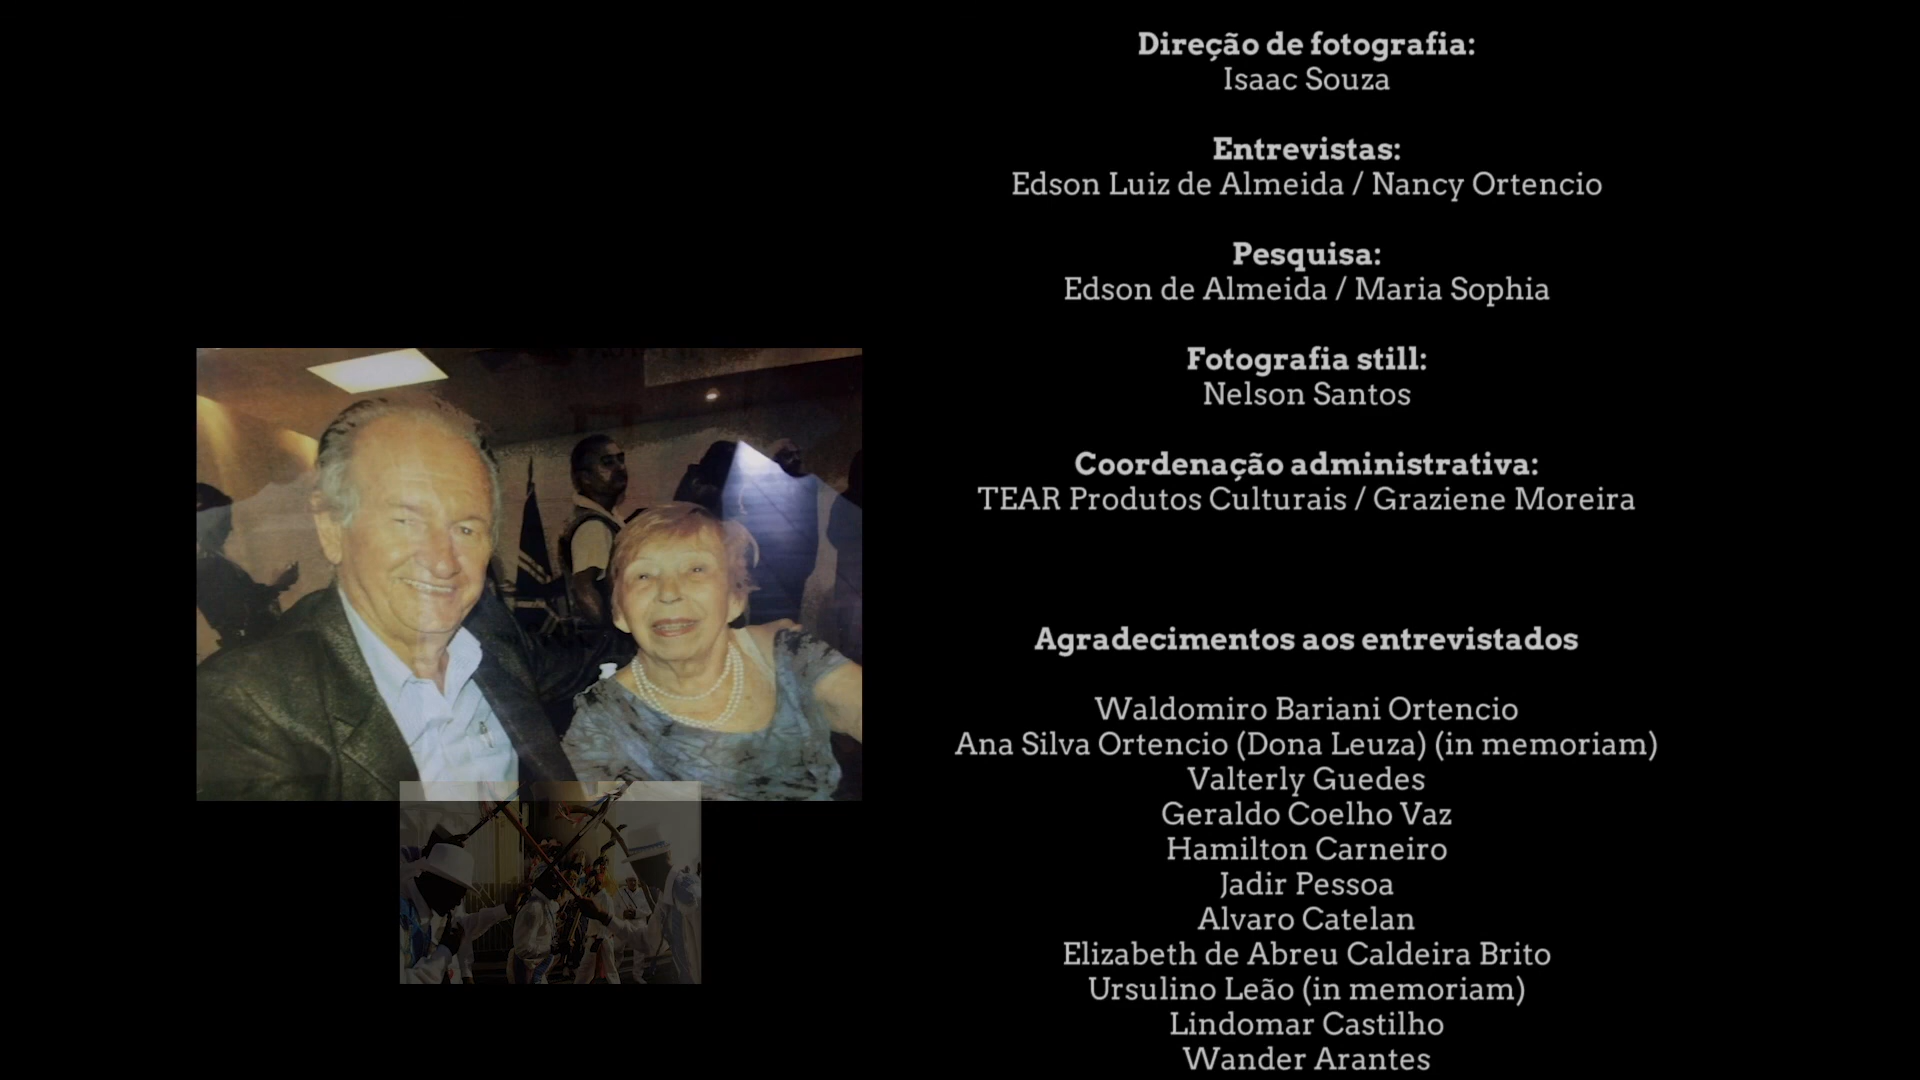 Direção de fotografia:
Isaac Souza
Entrevistas:
Edson Luiz de Almeida / Nancy Ortencio
Pesquisa:
Edson de Almeida / Maria Sophia
Fotografia still:
Nelson Santos
Coordenação administrativa:
TEAR Produtos Culturais / Graziene Moreira
Agradecimentos aos entrevistados
Waldomiro Bariani Ortencio
Ana Silva Ortencio (Dona Leuza) (in memoriam)
Valterly Guedes
Geraldo Coelho Vaz
Hamilton Carneiro
Jadir Pessoa
Alvaro Catelan
Elizabeth de Abreu Caldeira Brito
Ursulino Leão (in memoriam)
Lindomar Castilho
Wander Arantes